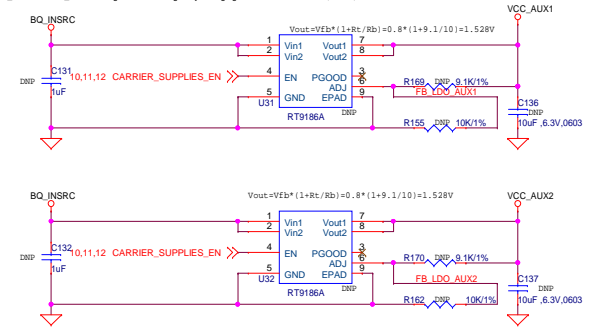 VCC_AUX1
BQ_INSRC
Vout=Vfb*(1+Rt/Rb)=0.8*(1+9.1/10)=1.528V
1 Vin1 Vout1 7
2 Vin2 Vout2 8
C131
DNP
1uF
10,11,12 CARRIER_SUPPLIES_EN
4 EN PGOOD 3
ADJ 6
5 GND EPAD 9
U31
RT9186A
DNP
R169 DNP 9.1K/1%
FB_LDO_AUX1
C136
DNP
10uF ,6.3V,0603
R155 DNP 10K/1%
BQ_INSRC
Vout=Vfb*(1+Rt/Rb)=0.8*(1+9.1/10)=1.528V
VCC_AUX2
1 Vin1 Vout1 7
2 Vin2 Vout2 8
C132
DNP
1uF
10,11,12 CARRIER_SUPPLIES_EN
4 EN PGOOD 3
ADJ 6
5 GND EPAD 9
U32
RT9186A
DNP
R170 DNP 9.1K/1%
FB_LDO_AUX2
C137
DNP
10uF ,6.3V,0603
R162 DNP 10K/1%